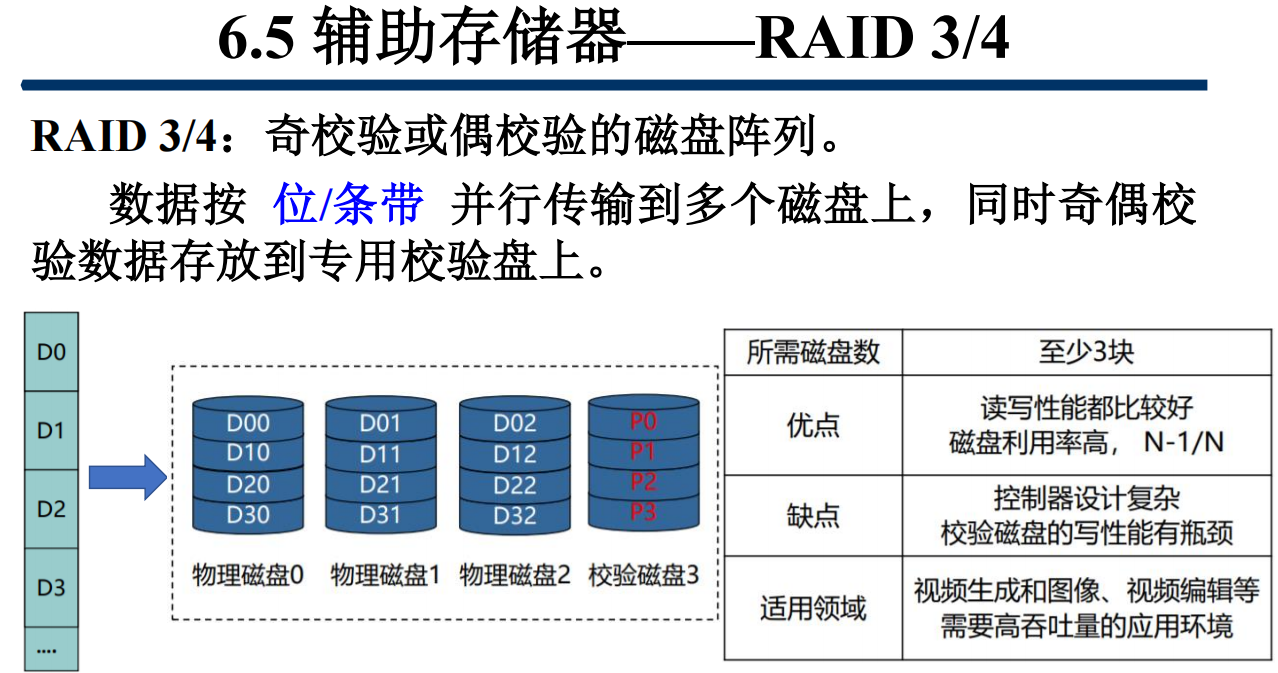 6.5 辅助存储器——RAID 3/4
RAID 3/4：奇校验或偶校验的磁盘阵列。
数据按 位/条带 并行传输到多个磁盘上，同时奇偶校
验数据存放到专用校验盘上。
D0
D1
D2
D3
....
D00 D01 D02 P0
D10 D11 D12 P1
D20 D21 D22 P2
D30 D31 D32 P3
物理磁盘0 物理磁盘1 物理磁盘2 校验磁盘3
所需磁盘数 至少3块
优点 读写性能都比较好
磁盘利用率高， N-1/N
缺点 控制器设计复杂
校验磁盘的写性能有瓶颈
适用领域 视频生成和图像、视频编辑等
需要高吞吐量的应用环境